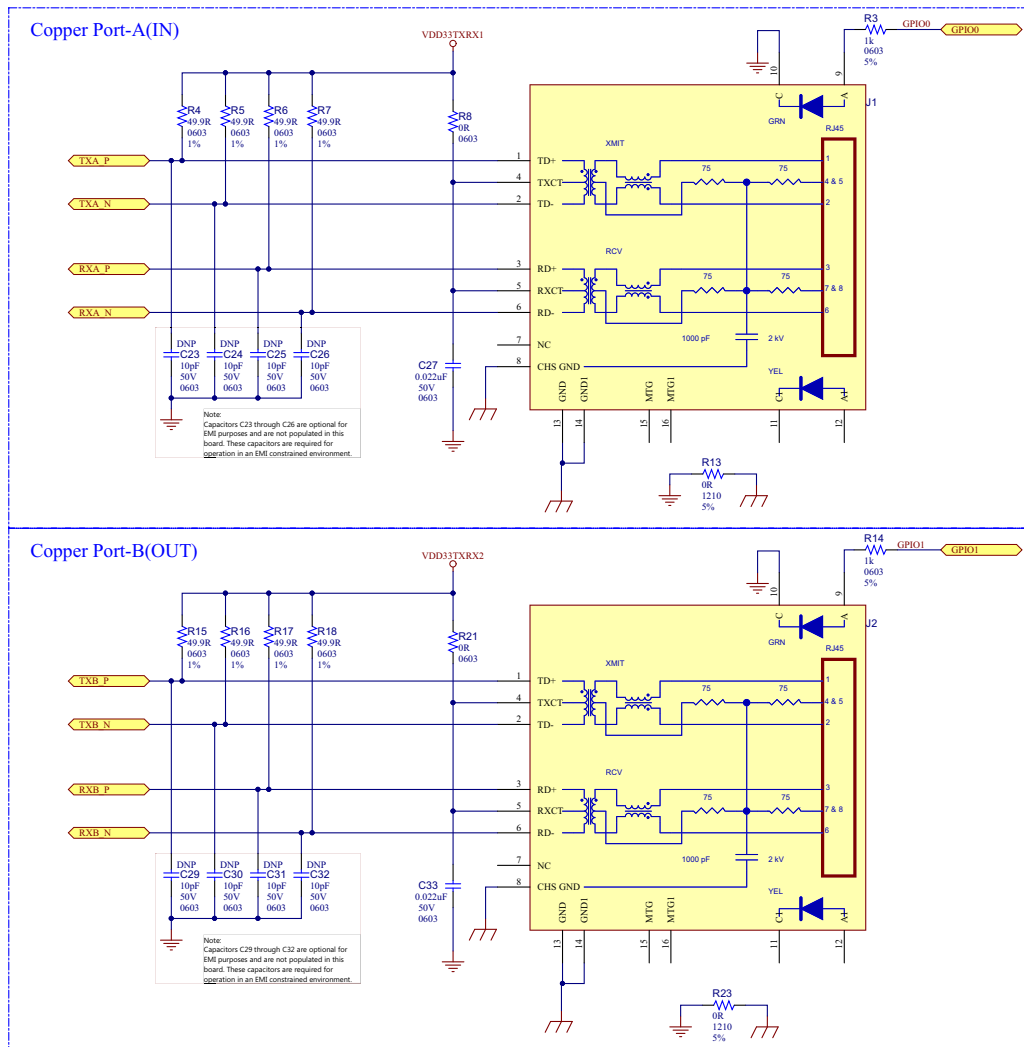 Copper Port-A(IN)
VDD33TXRX1
R3
1k
0603
5%
GPIO0
GPIO0
R4
49.9R
0603
1%
R5
49.9R
0603
1%
R6
49.9R
0603
1%
R7
49.9R
0603
1%
R8
0R
0603
10
9
C
A
GRN
J1
RJ45
XMIT
TXA_P
1
TD+
75
75
1
4
TXCT
4 & 5
TXA_N
2
TD-
2
RCV
RXA_P
3
RD+
75
75
3
5
RXCT
7 & 8
RXA_N
6
RD-
6
7
NC
1000 pF
2 kV
8
CHS GND
YEL
DNP
C23
10pF
50V
0603
DNP
C24
10pF
50V
0603
DNP
C25
10pF
50V
0603
DNP
C26
10pF
50V
0603
C27
0.022uF
50V
0603
GND
GND1
MTG
MTG1
C1
A1
13
14
15
16
11
12
Note:
Capacitors C23 through C26 are optional for
EMI purposes and are not populated in this
board. These capacitors are required for
operation in an EMI constrained environment.
R13
0R
1210
5%
Copper Port-B(OUT)
VDD33TXRX2
R14
1k
0603
5%
GPIO1
GPIO1
R15
49.9R
0603
1%
R16
49.9R
0603
1%
R17
49.9R
0603
1%
R18
49.9R
0603
1%
R21
0R
0603
10
9
C
A
GRN
J2
RJ45
XMIT
TXB_P
1
TD+
75
75
1
4
TXCT
4 & 5
TXB_N
2
TD-
2
RCV
RXB_P
3
RD+
75
75
3
5
RXCT
7 & 8
RXB_N
6
RD-
6
7
NC
1000 pF
2 kV
8
CHS GND
YEL
DNP
C29
10pF
50V
0603
DNP
C30
10pF
50V
0603
DNP
C31
10pF
50V
0603
DNP
C32
10pF
50V
0603
C33
0.022uF
50V
0603
GND
GND1
MTG
MTG1
C1
A1
13
14
15
16
11
12
Note:
Capacitors C29 through C32 are optional for
EMI purposes and are not populated in this
board. These capacitors are required for
operation in an EMI constrained environment.
R23
0R
1210
5%